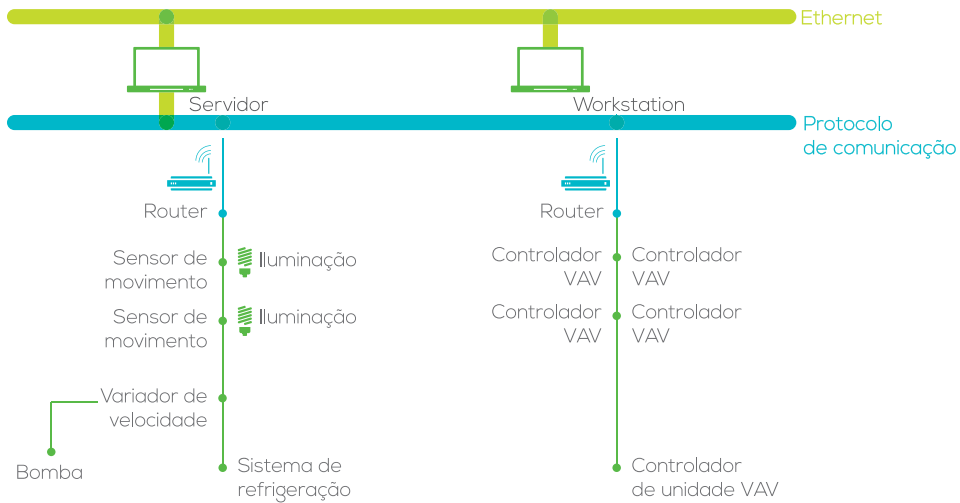 Ethernet
Servidor
Workstation
Protocolo
de comunicação
Router
Router
Sensor de
movimento
Iluminação
Controlador
VAV
Controlador
VAV
Sensor de
movimento
Iluminação
Controlador
VAV
Controlador
VAV
Variador de
velocidade
Bomba
Sistema de
refrigeração
Controlador
de unidade VAV